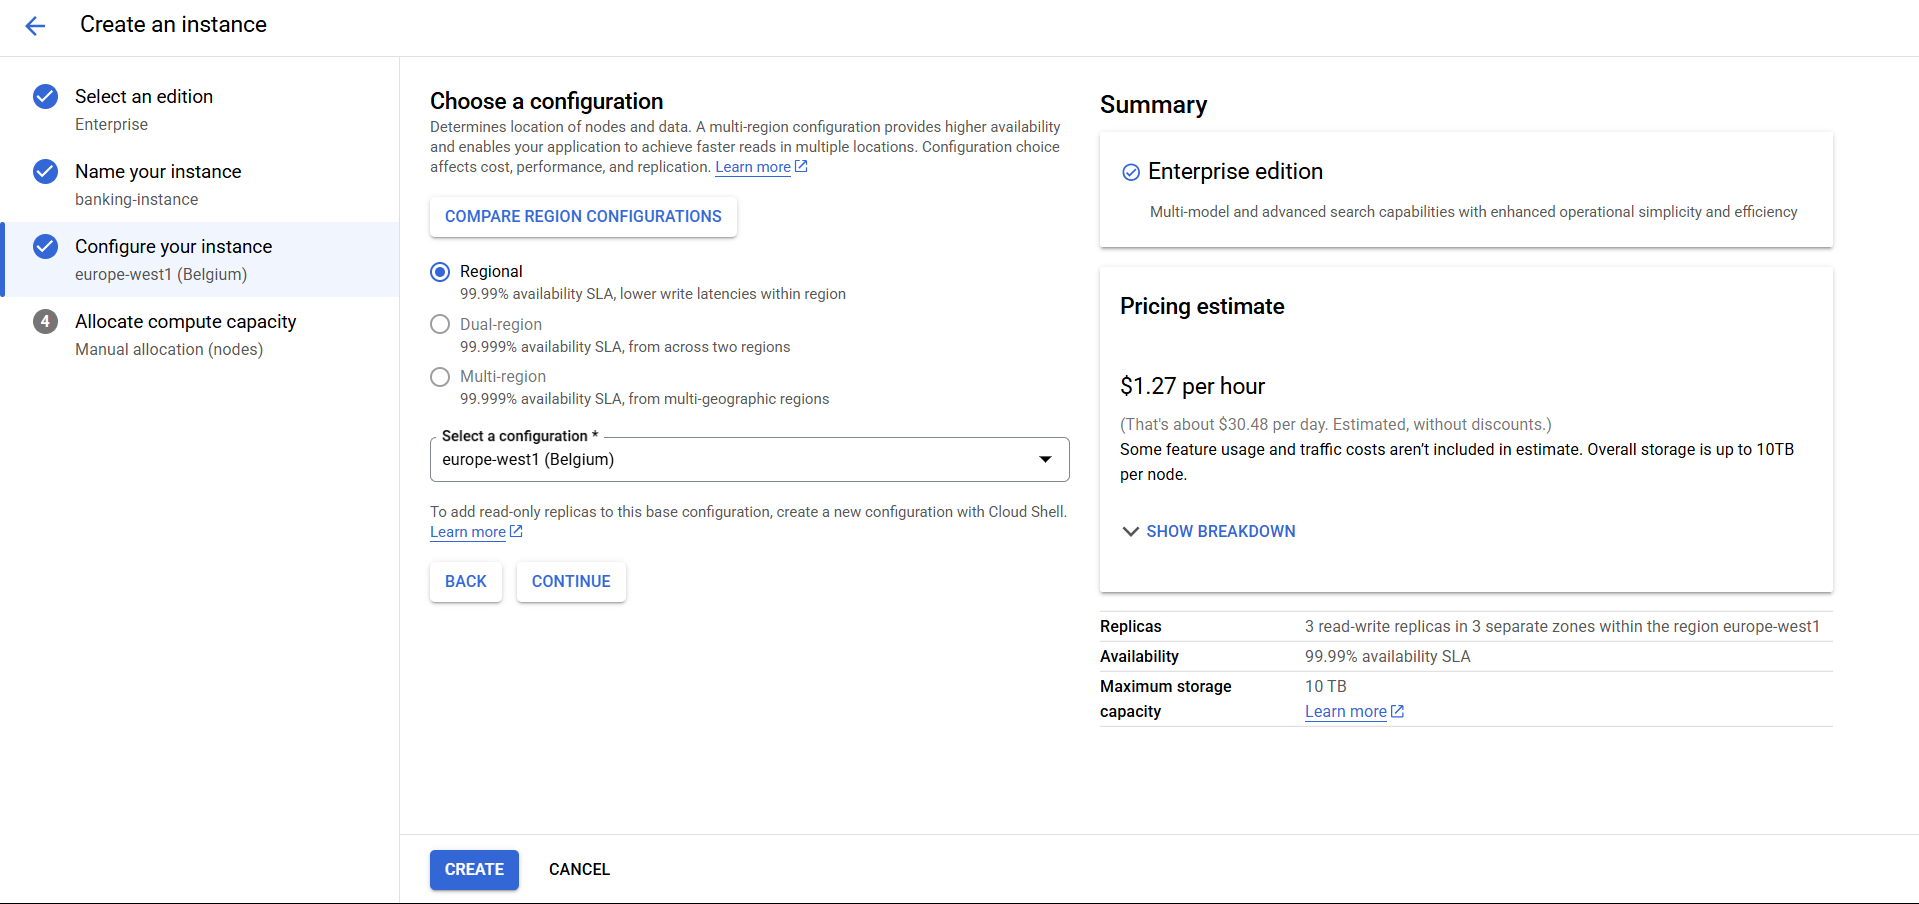 Create an instance
Select an edition
Enterprise
Name your instance
banking-instance
Configure your instance
europe-west1 (Belgium)
4
Allocate compute capacity
Manual allocation (nodes)
Choose a configuration
Determines location of nodes and data. A multi-region configuration provides higher availability
and enables your application to achieve faster reads in multiple locations. Configuration choice
affects cost, performance, and replication. Learn more
COMPARE REGION CONFIGURATIONS
Regional
99.99% availability SLA, lower write latencies within region
Dual-region
99.999% availability SLA, from across two regions
Multi-region
99.999% availability SLA, from multi-geographic regions
Select a configuration *
europe-west1 (Belgium)
To add read-only replicas to this base configuration, create a new configuration with Cloud Shell.
Learn more
BACK
CONTINUE
Summary
Enterprise edition
Multi-model and advanced search capabilities with enhanced operational simplicity and efficiency
Pricing estimate
$1.27 per hour
(That's about $30.48 per day. Estimated, without discounts.)
Some feature usage and traffic costs aren't included in estimate. Overall storage is up to 10TB
per node.
SHOW BREAKDOWN
Replicas 3 read-write replicas in 3 separate zones within the region europe-west1
Availability 99.99% availability SLA
Maximum storage 10 TB
capacity Learn more
CREATE
CANCEL